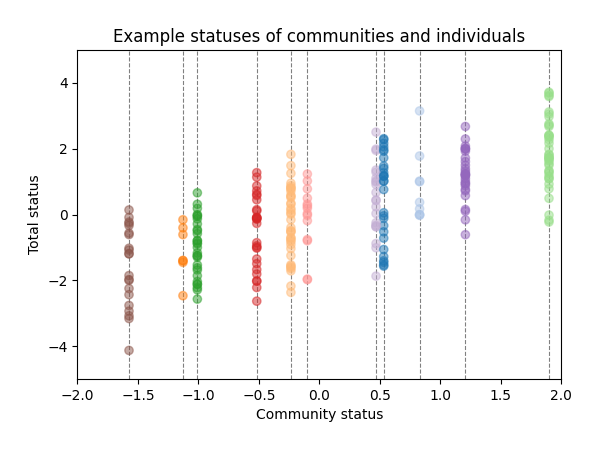 Example statuses of communities and individuals
4
2
0
−2
−4
Total status
−2.0 −1.5 −1.0 −0.5 0.0 0.5 1.0 1.5 2.0
Community status